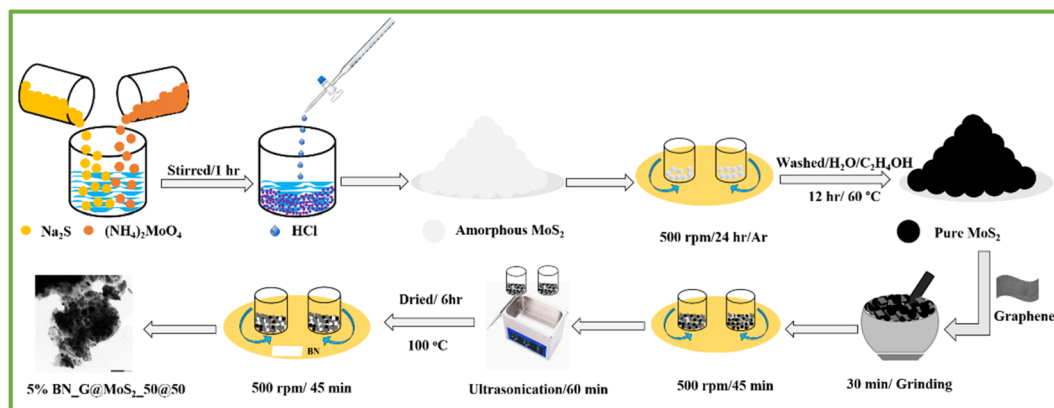 Stirred/1 hr
Na₂S
(NH₄)₂MoO₄
HCl
Amorphous MoS₂
500 rpm/24 hr/Ar
Washed/H₂O/C₂H₄OH
12 hr/ 60 °C
Pure MoS₂
Graphene
30 min/ Grinding
500 rpm/45 min
Ultrasonication/60 min
Dried/ 6hr
100 °C
BN
500 rpm/ 45 min
5% BN_G@MoS₂_50@50